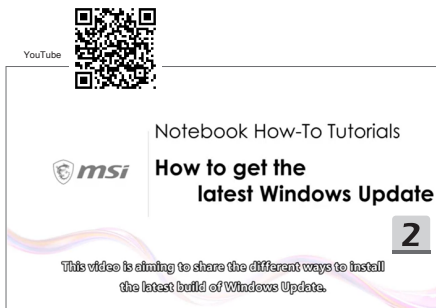 YouTube
Notebook How-To Tutorials
msi
How to get the
latest Windows Update
2
This video is aiming to share the different ways to install
the latest build of Windows Update.